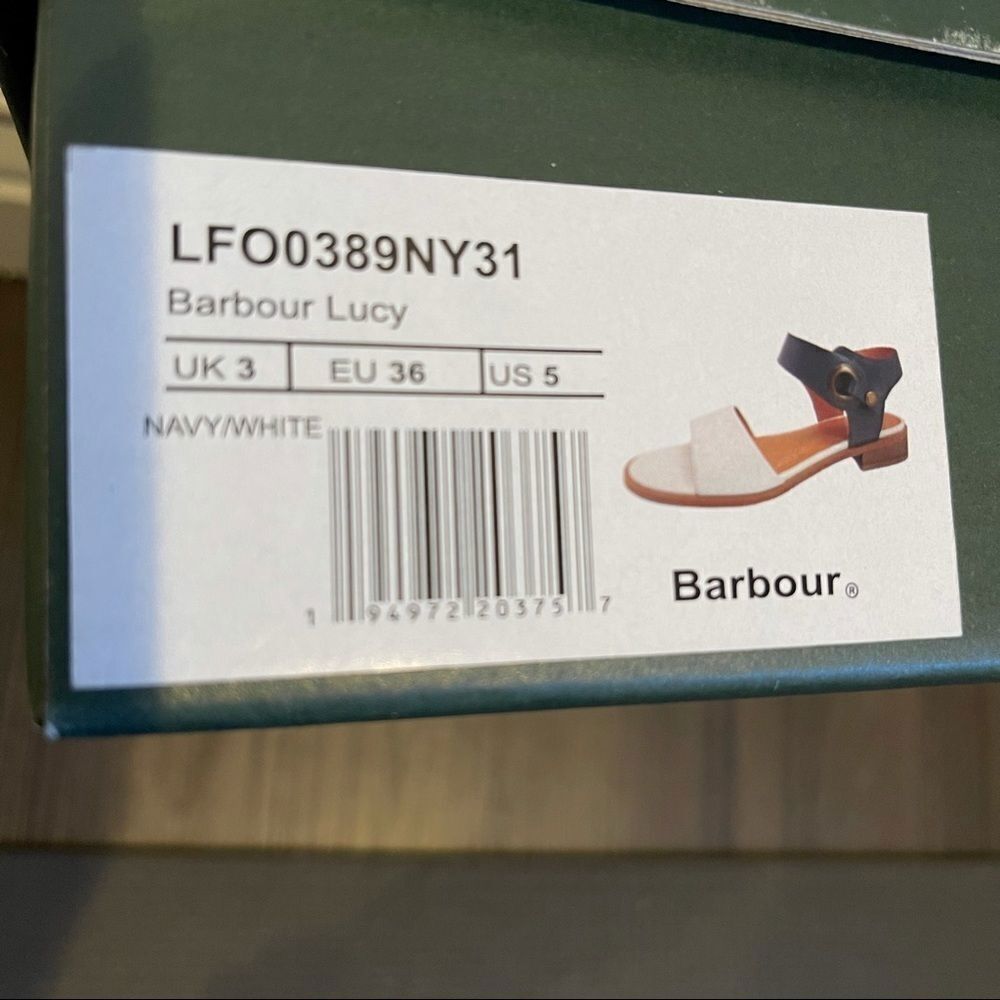 LFO0389NY31
Barbour Lucy
UK 3 EU 36 US 5
NAVY/WHITE
1 94972 20375 7
Barbour®